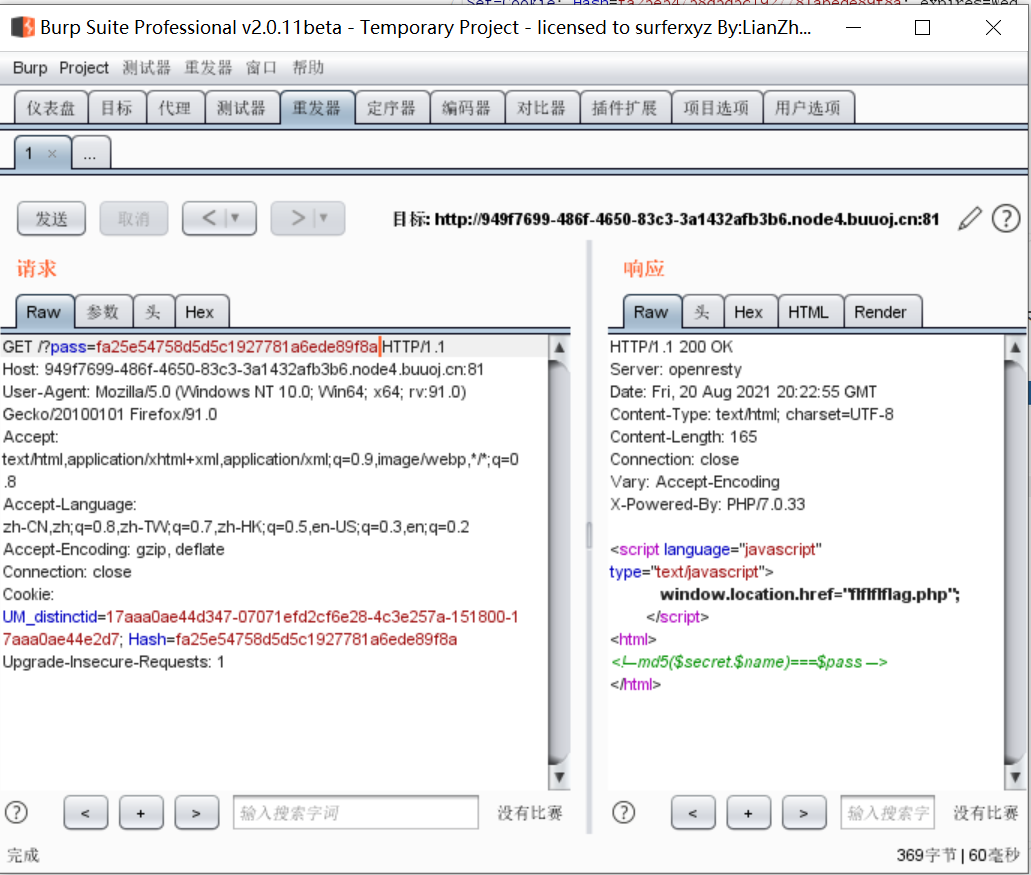 Burp Suite Professional v2.0.11beta - Temporary Project - licensed to surferxyz By:LianZh...
Burp Project 测试器 重发器 窗口 帮助
仪表盘 目标 代理 测试器 重发器 定序器 编码器 对比器 插件扩展 项目选项 用户选项
1 × ...
发送 取消 < | ▼ > | ▼ 目标: http://949f7699-486f-4650-83c3-3a1432afb3b6.node4.buuoj.cn:81 ?
请求
Raw 参数 头 Hex
GET /?pass=fa25e54758d5d5c1927781a6ede89f8a HTTP/1.1
Host: 949f7699-486f-4650-83c3-3a1432afb3b6.node4.buuoj.cn:81
User-Agent: Mozilla/5.0 (Windows NT 10.0; Win64; x64; rv:91.0)
Gecko/20100101 Firefox/91.0
Accept:
text/html,application/xhtml+xml,application/xml;q=0.9,image/webp,*/*;q=0
.8
Accept-Language:
zh-CN,zh;q=0.8,zh-TW;q=0.7,zh-HK;q=0.5,en-US;q=0.3,en;q=0.2
Accept-Encoding: gzip, deflate
Connection: close
Cookie:
UM_distinctid=17aaa0ae44d347-07071efd2cf6e28-4c3e257a-151800-1
7aaa0ae44e2d7; Hash=fa25e54758d5d5c1927781a6ede89f8a
Upgrade-Insecure-Requests: 1
? < + > 输入搜索字词 没有比赛
响应
Raw 头 Hex HTML Render
HTTP/1.1 200 OK
Server: openresty
Date: Fri, 20 Aug 2021 20:22:55 GMT
Content-Type: text/html; charset=UTF-8
Content-Length: 165
Connection: close
Vary: Accept-Encoding
X-Powered-By: PHP/7.0.33
<script language="javascript"
type="text/javascript">
window.location.href="flflflflag.php";
</script>
<html>
<!--md5($secret.$name)===$pass -->
</html>
? < + > 输入搜索字 没有比赛
完成
369字节 | 60毫秒